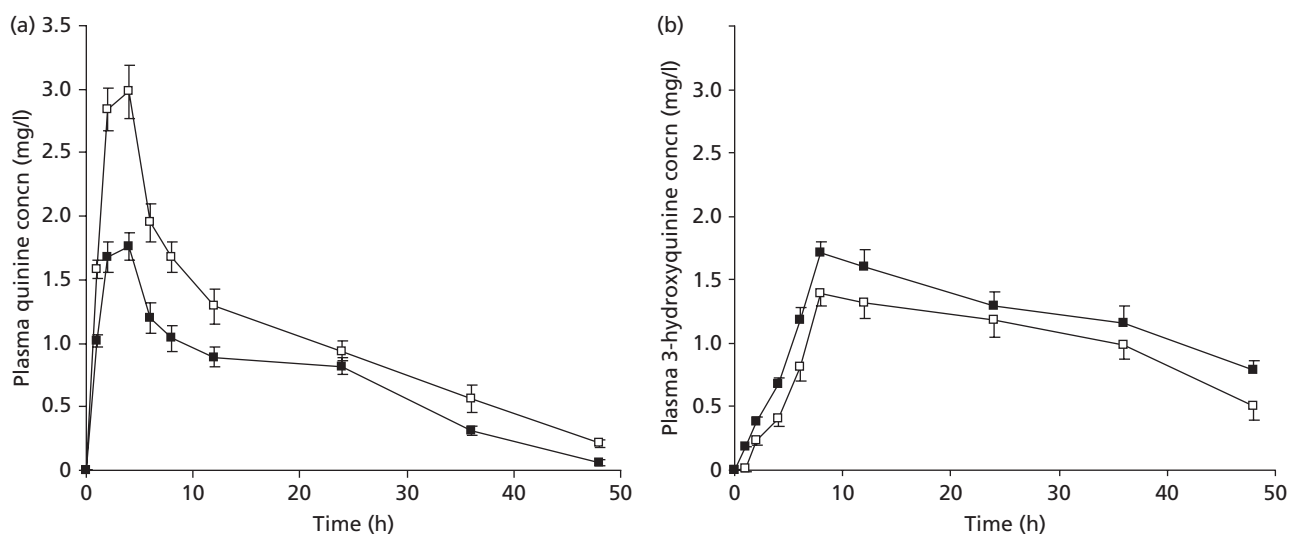 (a)
3.5
3.0
2.5
2.0
1.5
1.0
0.5
0
Plasma quinine concn (mg/l)
0 10 20 30 40 50
Time (h)
(b)
3.0
2.5
2.0
1.5
1.0
0.5
0
Plasma 3-hydroxyquinine concn (mg/l)
0 10 20 30 40 50
Time (h)